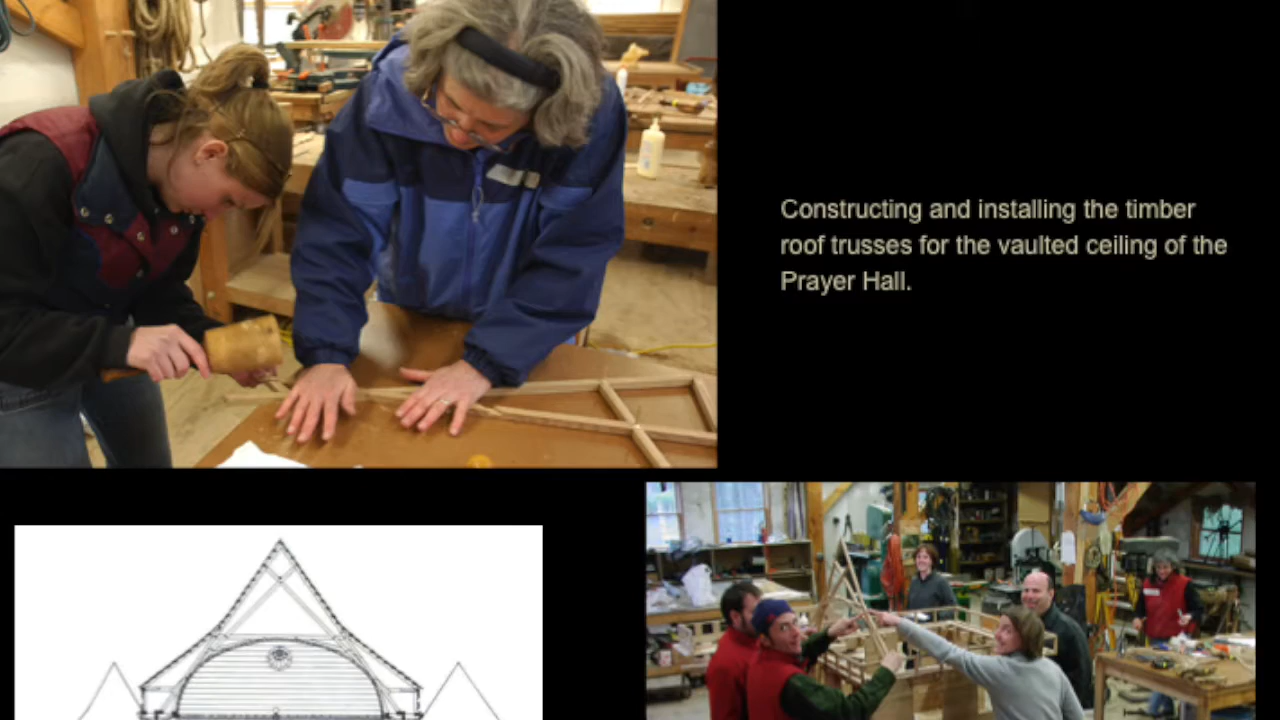 Constructing and installing the timber
roof trusses for the vaulted ceiling of the
Prayer Hall.